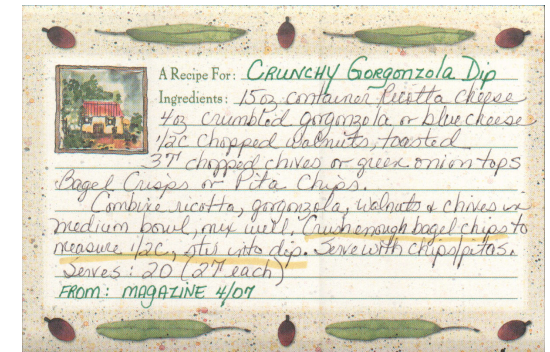 A Recipe For: CRUNCHY GORGONZOLA DIP
Ingredients: 15oz container Ricotta cheese
4oz crumbled gorgonzola or blue cheese
1/2c chopped walnuts, toasted
3T chopped chives or green onion tops
Bagel Crisps or Pita Chips.
Combine ricotta, gorgonzola, walnuts & chives in
medium bowl, mix well. Crush enough bagel chips to
measure 1/2c, stir into dip. Serve with chips/pitas.
Serves: 20 (2T each)
FROM: MAGAZINE 4/07